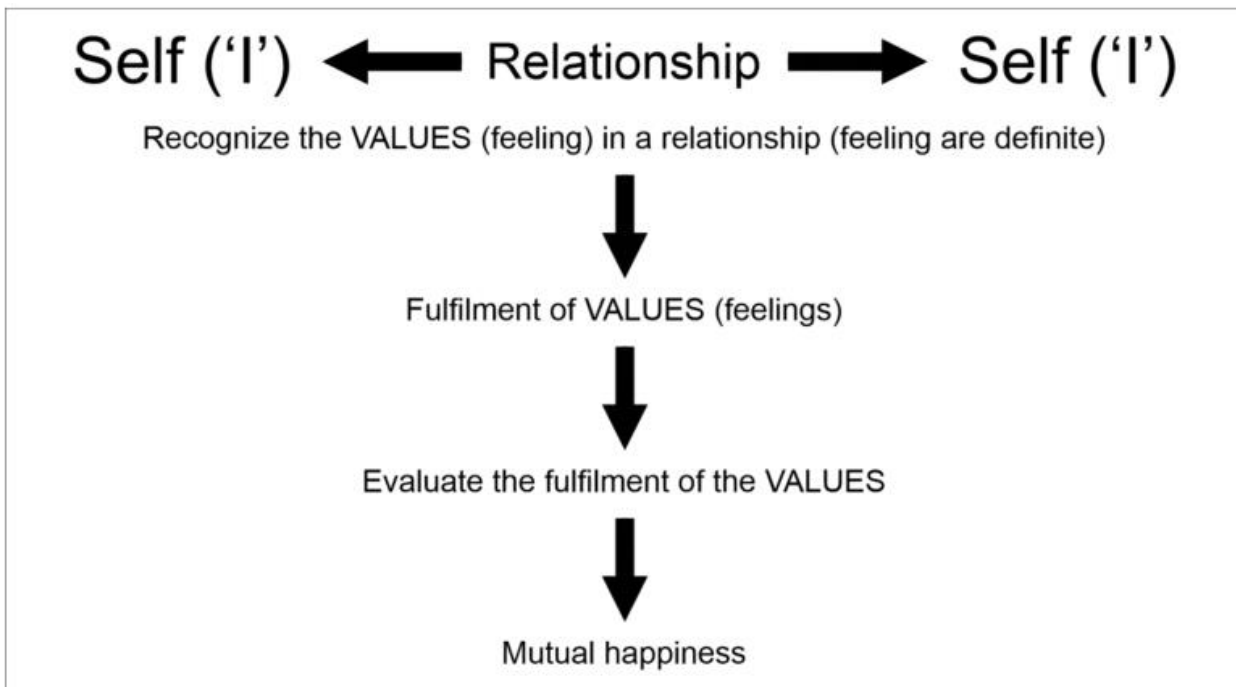 Self (‘I’) Relationship Self (‘I’)
Recognize the VALUES (feeling) in a relationship (feeling are definite)
Fulfilment of VALUES (feelings)
Evaluate the fulfilment of the VALUES
Mutual happiness